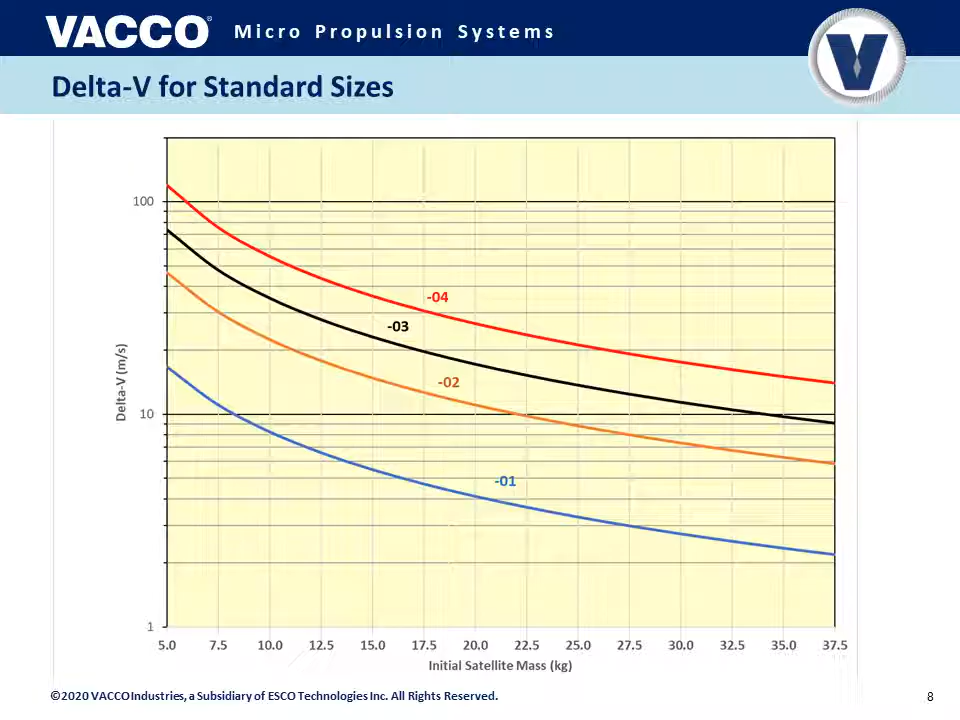 VACCO® Micro Propulsion Systems
V
Delta-V for Standard Sizes
100
10
1
Delta-V (m/s)
-04
-03
-02
-01
5.0 7.5 10.0 12.5 15.0 17.5 20.0 22.5 25.0 27.5 30.0 32.5 35.0 37.5
Initial Satellite Mass (kg)
©2020 VACCO Industries, a Subsidiary of ESCO Technologies Inc. All Rights Reserved.
8